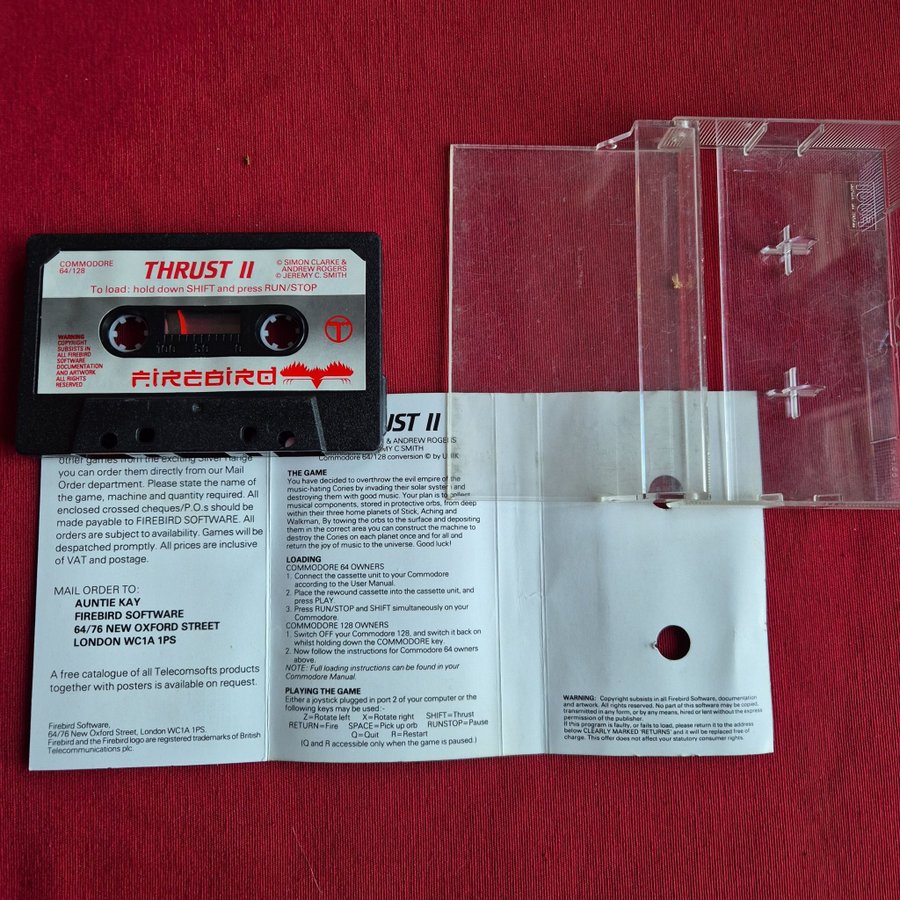 COMMODORE
64/128
THRUST II
© SIMON CLARKE &
ANDREW ROGERS
© JEREMY C. SMITH
To load: hold down SHIFT and press RUN/STOP
WARNING
COPYRIGHT
SUBSISTS IN
ALL FIREBIRD
SOFTWARE
DOCUMENTATION
AND ARTWORK
ALL RIGHTS
RESERVED
100 50 0
T
FIREBIRD
other games from the exciting Silver Range
you can order them directly from our Mail
Order department. Please state the name of
the game, machine and quantity required. All
enclosed crossed cheques/P.O.s should be
made payable to FIREBIRD SOFTWARE. All
orders are subject to availability. Games will be
despatched promptly. All prices are inclusive
of VAT and postage.
MAIL ORDER TO:
AUNTIE KAY
FIREBIRD SOFTWARE
64/76 NEW OXFORD STREET
LONDON WC1A 1PS
A free catalogue of all Telecomsofts products
together with posters is available on request.
Firebird Software,
64/76 New Oxford Street, London WC1A 1PS.
Firebird and the Firebird logo are registered trademarks of British
Telecommunications plc.
UST II
& ANDREW ROGERS
MY C SMITH
Commodore 64/128 conversion © by
THE GAME
You have decided to overthrow the evil empire of the
music-hating Cories by invading their solar system and
destroying them with good music. Your plan is to collect
musical components, stored in protective orbs, from deep
within their three home planets of Stick, Aching and
Walkman, By towing the orbs to the surface and depositing
them in the correct area you can construct the machine to
destroy the Cories on each planet once and for all and
return the joy of music to the universe. Good luck!
LOADING
COMMODORE 64 OWNERS
1. Connect the cassette unit to your Commodore
according to the User Manual.
2. Place the rewound cassette into the cassette unit, and
press PLAY.
3. Press RUN/STOP and SHIFT simultaneously on your
Commodore.
COMMODORE 128 OWNERS
1. Switch OFF your Commodore 128, and switch it back on
whilst holding down the COMMODORE key.
2. Now follow the instructions for Commodore 64 owners
above.
NOTE: Full loading instructions can be found in your
Commodore Manual.
PLAYING THE GAME
Either a joystick plugged in port 2 of your computer or the
following keys may be used:-
Z=Rotate left X=Rotate right SHIFT=Thrust
RETURN=Fire SPACE=Pick up orb RUNSTOP=Pause
Q=Quit R=Restart
(Q and R accessible only when the game is paused.)
WARNING: Copyright subsists in all Firebird Software, documentation
and artwork. All rights reserved. No part of this software may be copied,
transmitted in any form, or by any means, hired or lent without the express
permission of the publisher.
If this program is faulty, or fails to load, please return it to the address
below CLEARLY MARKED 'RETURNS' and it will be replaced free of
charge. This offer does not affect your statutory consumer rights.